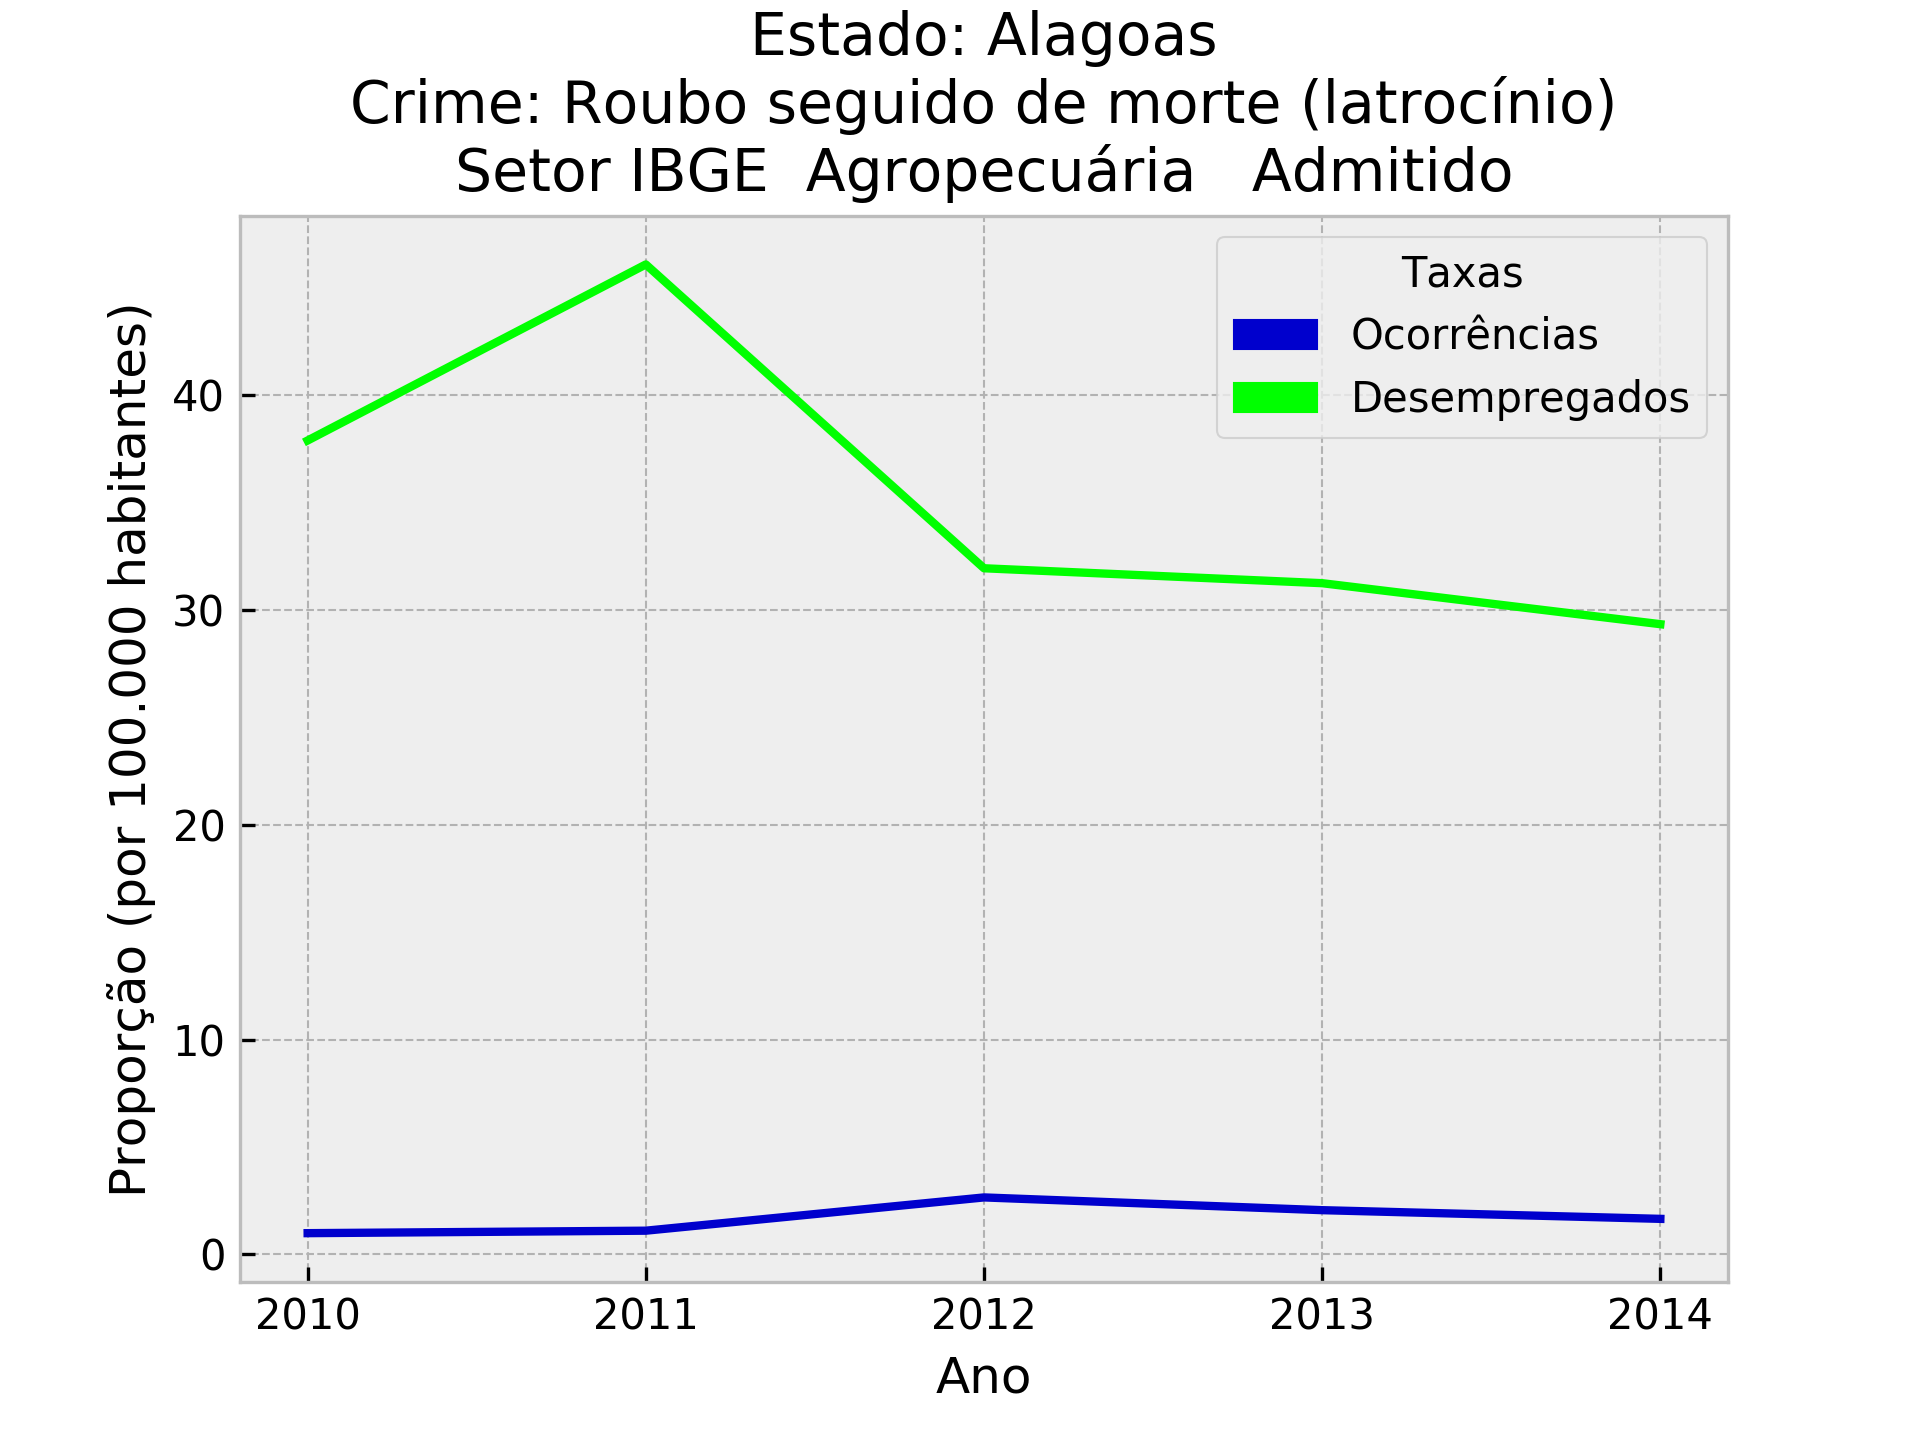 Estado: Alagoas
Crime: Roubo seguido de morte (latrocínio)
Setor IBGE  Agropecuária   Admitido
Taxas
Ocorrências
Desempregados
Proporção (por 100.000 habitantes)
40
30
20
10
0
2010 2011 2012 2013 2014
Ano